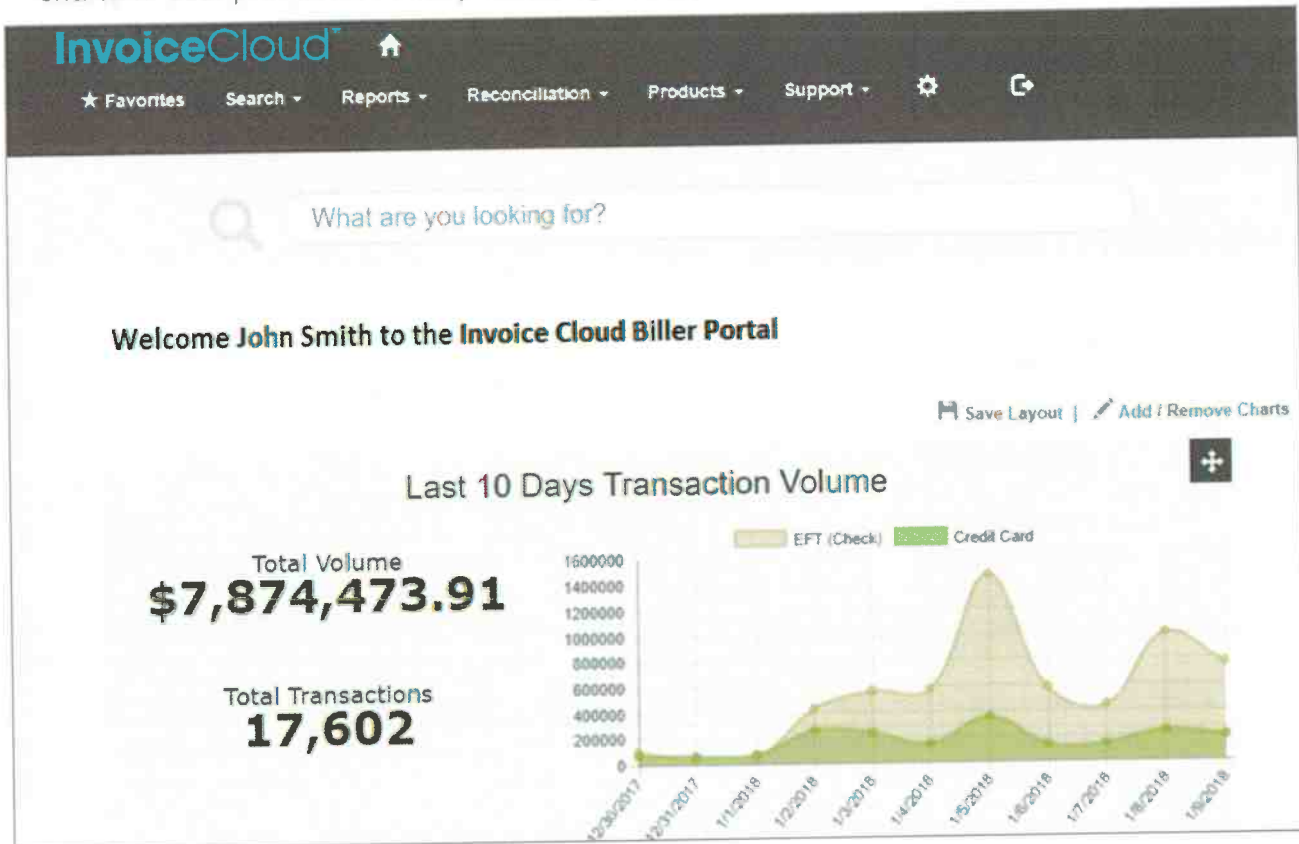 InvoiceCloud™
★ Favorites Search Reports Reconciliation Products Support
What are you looking for?
Welcome John Smith to the Invoice Cloud Biller Portal
Save Layout | Add / Remove Charts
Last 10 Days Transaction Volume
EFT (Check) Credit Card
Total Volume
$7,874,473.91
Total Transactions
17,602
1600000
1400000
1200000
1000000
800000
600000
400000
200000
0
12/30/2017 12/31/2017 1/1/2018 1/2/2018 1/3/2018 1/4/2018 1/5/2018 1/6/2018 1/7/2018 1/8/2018 1/9/2018